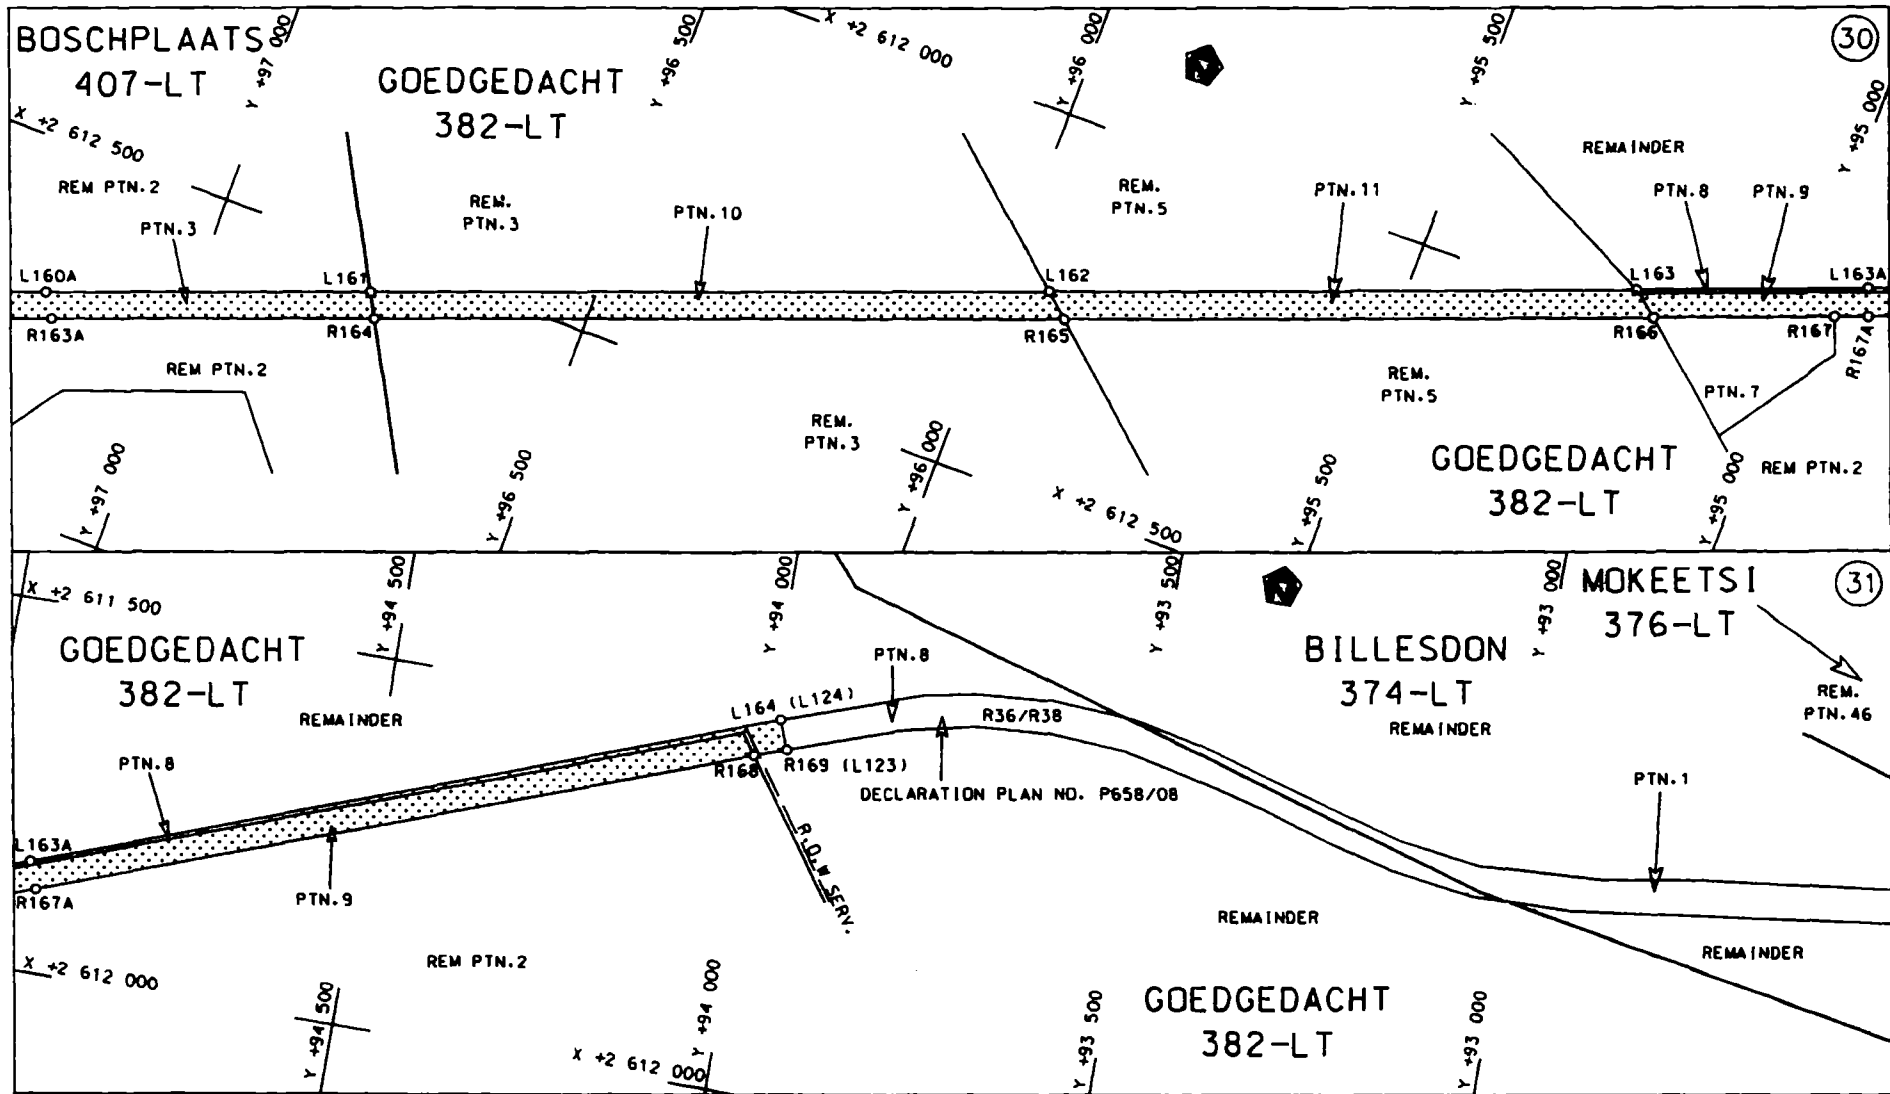 BOSCHPLAATS
407-LT
GOEDGEDACHT
382-LT
30
Y +97 000
Y +96 500
X +2 612 000
Y +96 000
Y +95 500
Y +95 000
X +2 612 500
REM PTN.2
PTN.3
REM.
PTN.3
PTN.10
REM.
PTN.5
PTN.11
REMAINDER
PTN.8
PTN.9
L160A
L161
L162
L163
L163A
R163A
R164
R165
R166
R167
R167A
REM PTN.2
REM.
PTN.3
REM.
PTN.5
PTN.7
GOEDGEDACHT
382-LT
REM PTN.2
Y +97 000
Y +96 500
Y +96 000
X +2 612 500
Y +95 500
Y +95 000
X +2 611 500
Y +94 500
Y +94 000
Y +93 500
Y +93 000
MOKEETSI
376-LT
31
GOEDGEDACHT
382-LT
REMAINDER
PTN.8
BILLESDON
374-LT
REMAINDER
REM.
PTN.46
L164 (L124)
R36/R38
PTN.8
R168
R169 (L123)
DECLARATION PLAN NO. P658/08
PTN.1
L163A
R167A
PTN.9
R.O.W SERV.
REMAINDER
REMAINDER
REM PTN.2
X +2 612 000
GOEDGEDACHT
382-LT
Y +94 500
X +2 612 000
Y +94 000
Y +93 500
Y +93 000